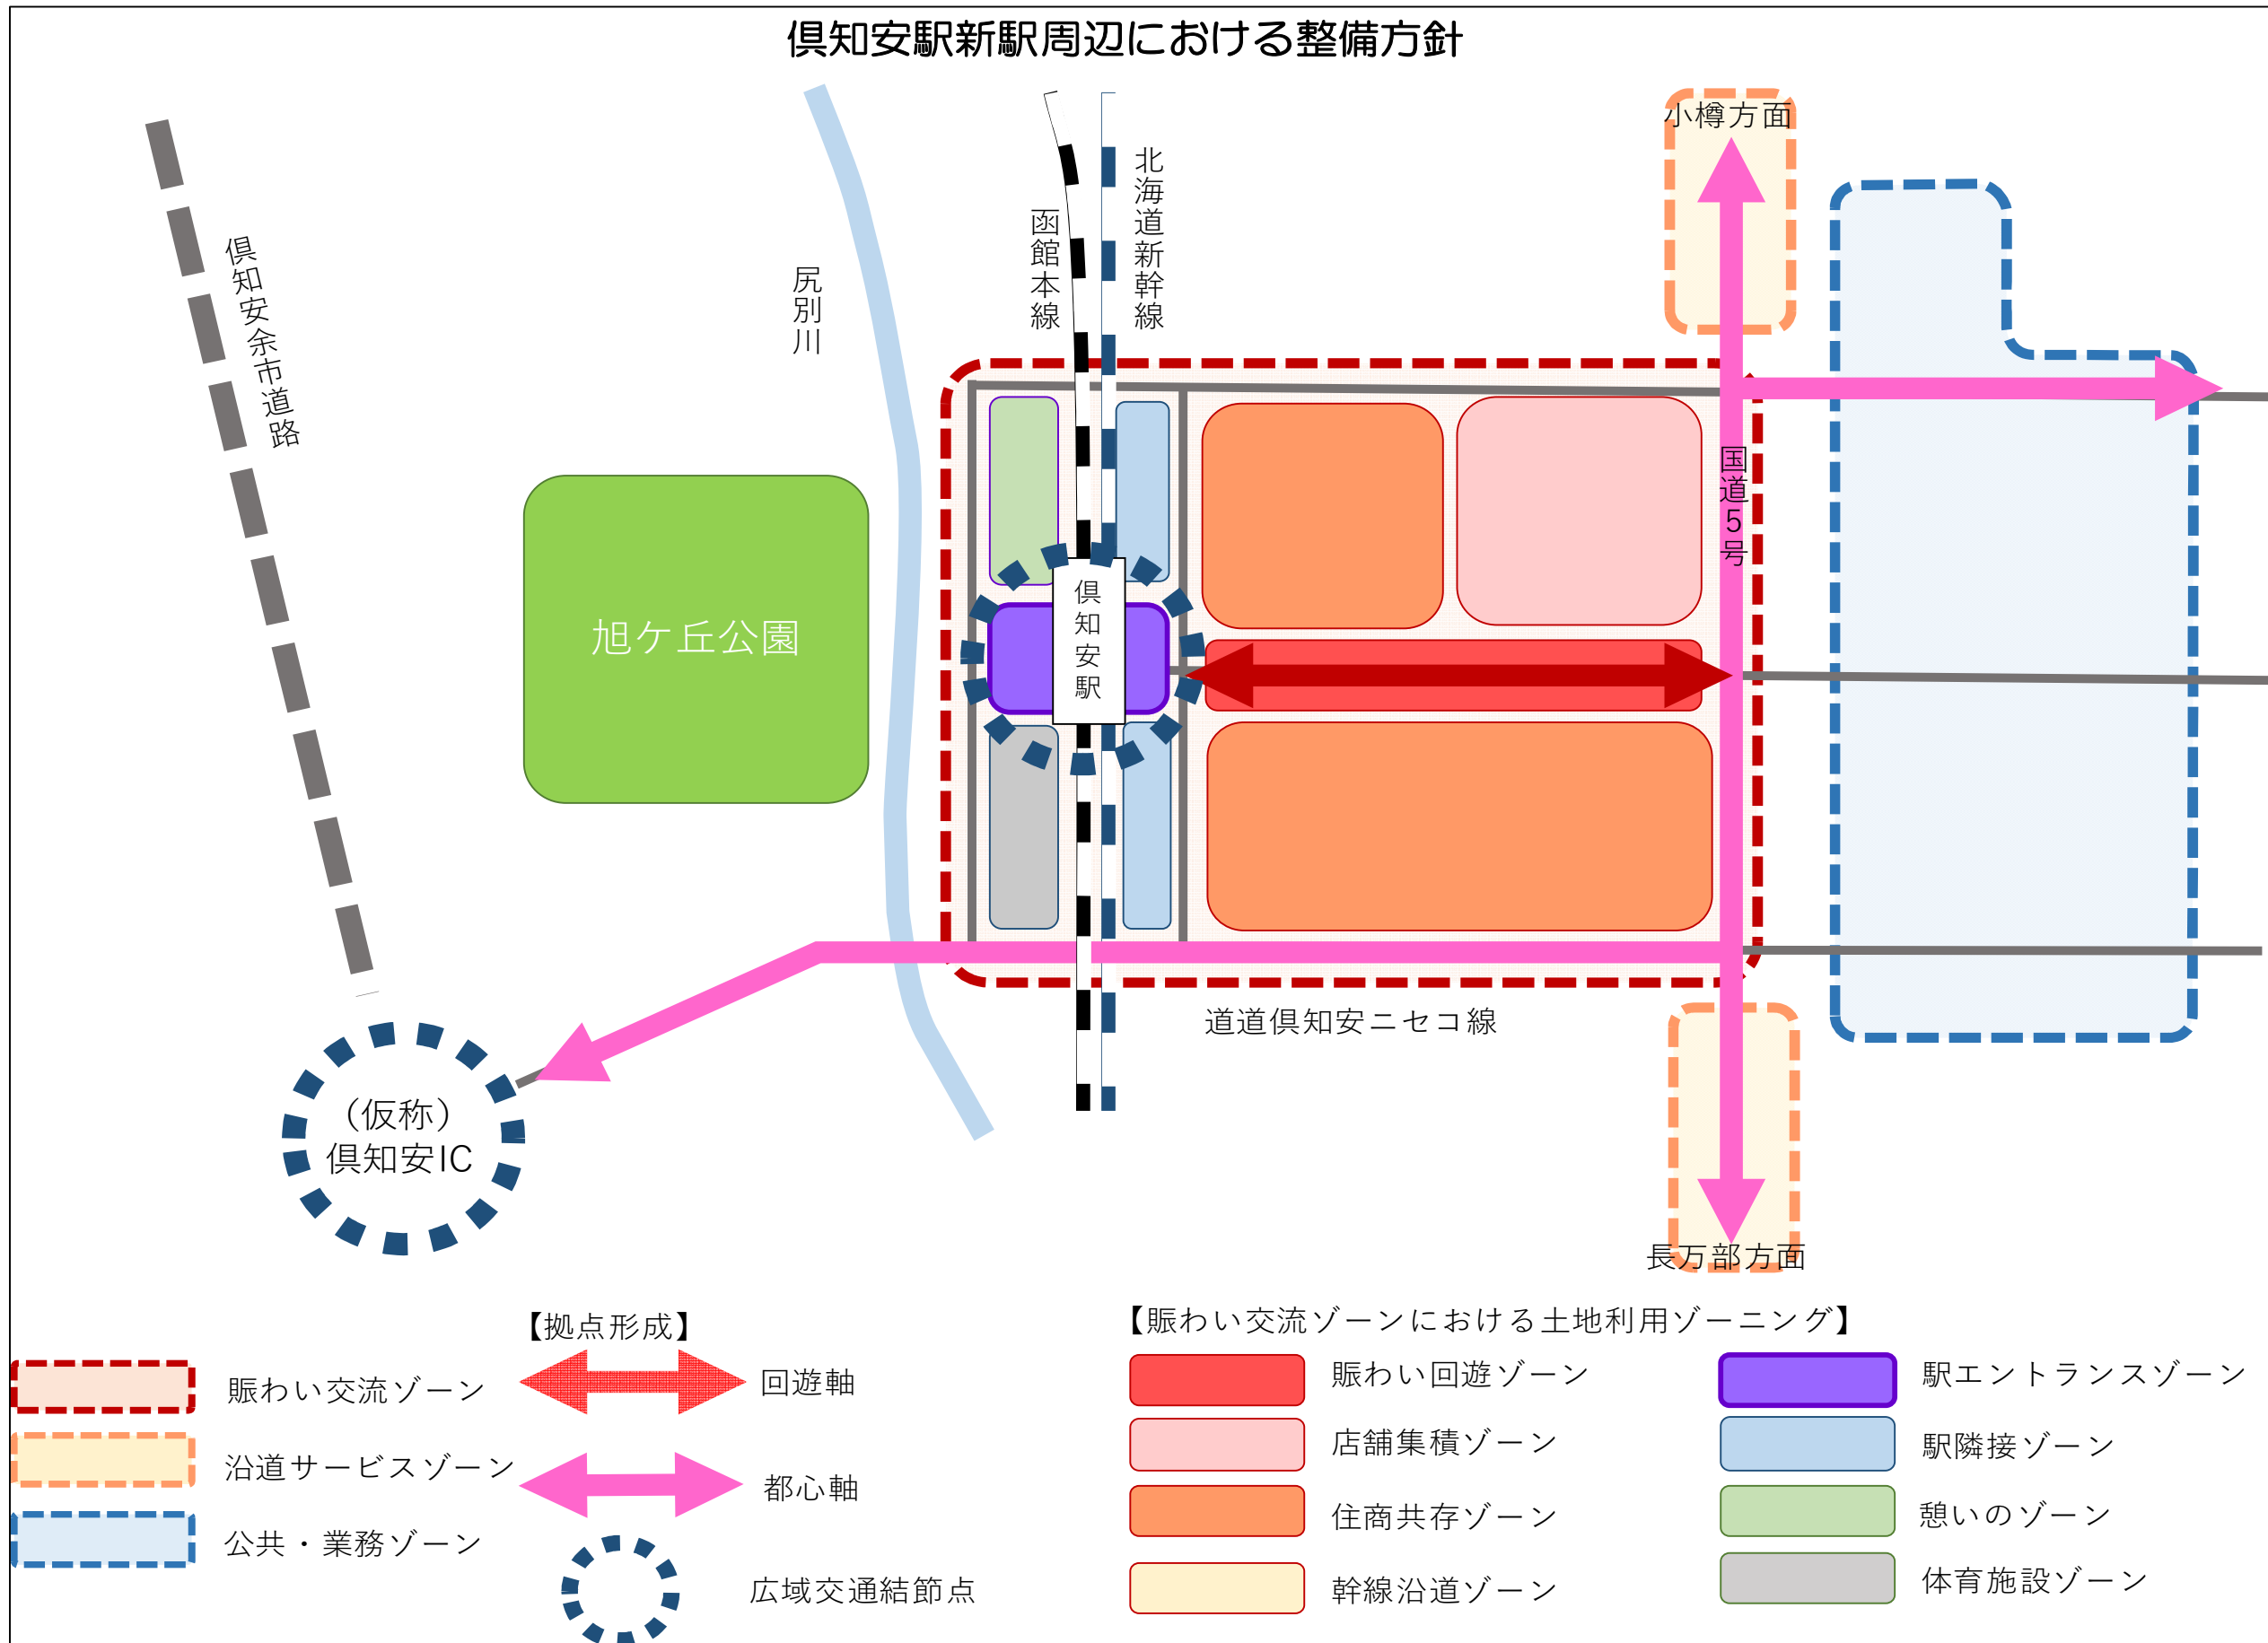 倶知安駅新駅周辺における整備方針
小樽方面
北海道新幹線
函館本線
倶知安余市道路
尻別川
国道5号
旭ケ丘公園
倶知安駅
道道倶知安ニセコ線
(仮称)
倶知安IC
長万部方面
【拠点形成】
賑わい交流ゾーン
沿道サービスゾーン
公共・業務ゾーン
回遊軸
都心軸
広域交通結節点
【賑わい交流ゾーンにおける土地利用ゾーニング】
賑わい回遊ゾーン
店舗集積ゾーン
住商共存ゾーン
幹線沿道ゾーン
駅エントランスゾーン
駅隣接ゾーン
憩いのゾーン
体育施設ゾーン